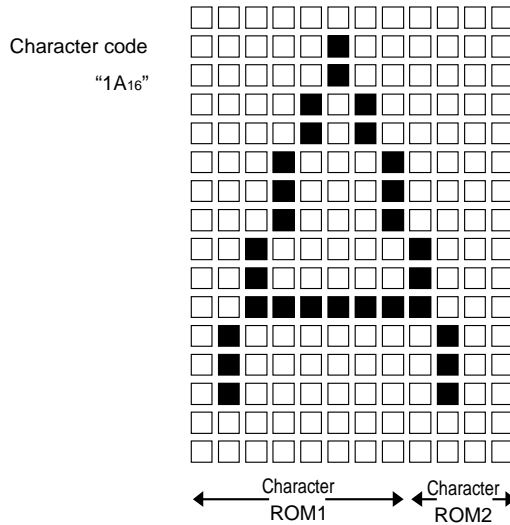 Character code
“1A16”
Character
ROM1
Character
ROM2